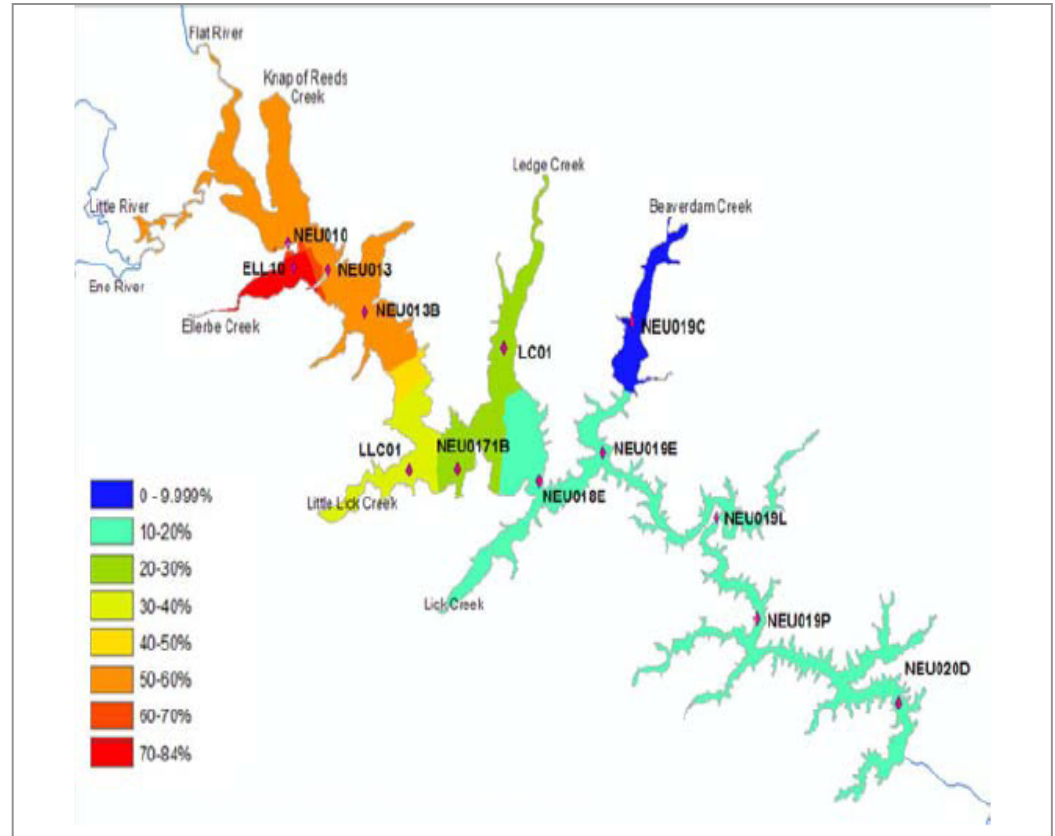 Flat River
Knap of Reeds
Creek
Ledge Creek
Little River
Beaverdam Creek
NEU010
ELL10
NEU013
Eno River
NEU013B
Ellerbe Creek
NEU019C
LC01
LLC01
NEU0171B
NEU019E
NEU018E
Little Lick Creek
NEU019L
Lick Creek
NEU019P
NEU020D
0 - 9.999%
10-20%
20-30%
30-40%
40-50%
50-60%
60-70%
70-84%